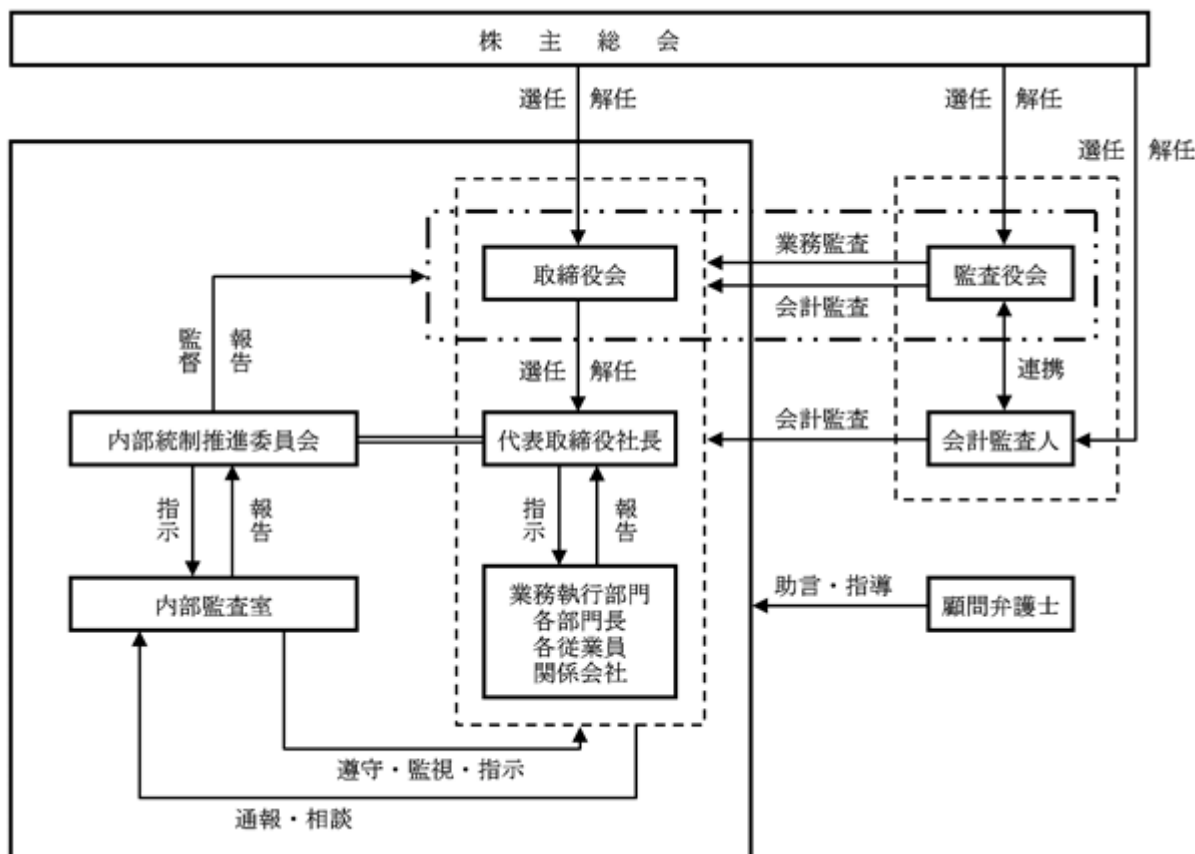 株主総会
選任 解任
選任 解任
選任 解任
取締役会
業務監査
監査役会
会計監査
監督 報告
選任 解任
連携
内部統制推進委員会
代表取締役社長
会計監査
会計監査人
指示 報告
指示 報告
内部監査室
業務執行部門
各部門長
各従業員
関係会社
助言・指導
顧問弁護士
遵守・監視・指示
通報・相談